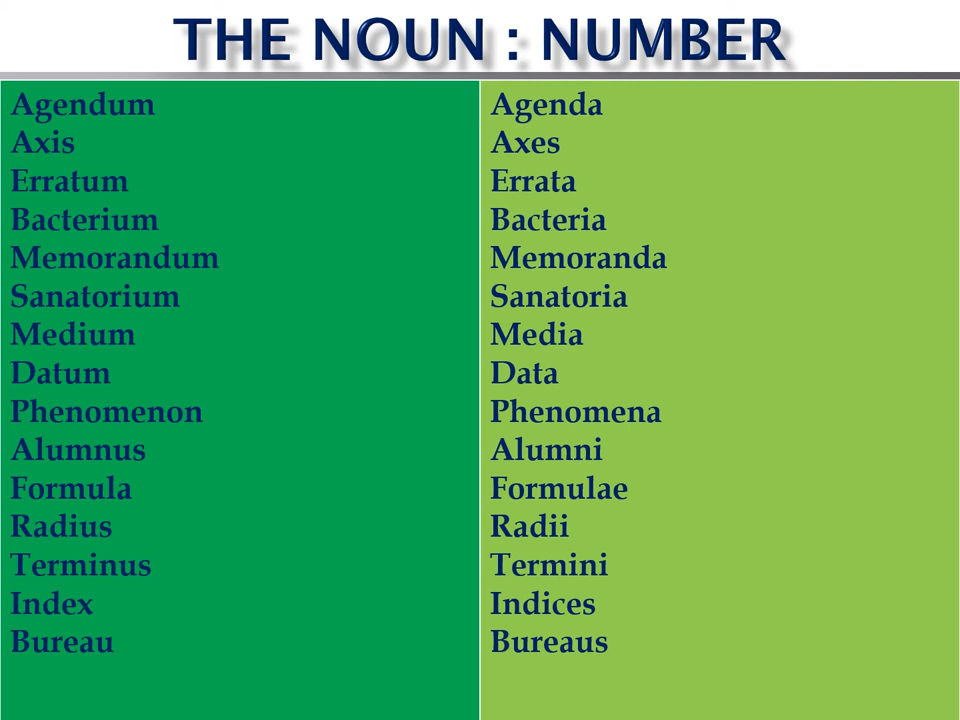 THE NOUN : NUMBER
Agendum
Axis
Erratum
Bacterium
Memorandum
Sanatorium
Medium
Datum
Phenomenon
Alumnus
Formula
Radius
Terminus
Index
Bureau
Agenda
Axes
Errata
Bacteria
Memoranda
Sanatoria
Media
Data
Phenomena
Alumni
Formulae
Radii
Termini
Indices
Bureaus